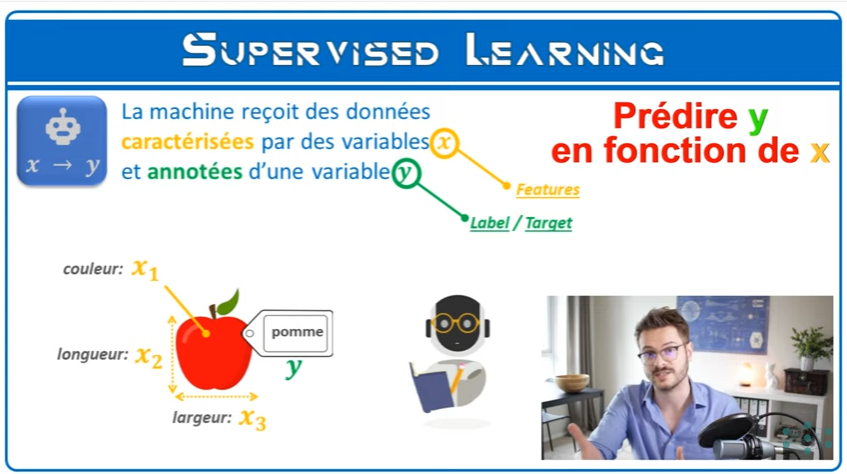 SUPERVISED LEARNING
La machine reçoit des données
caractérisées par des variables x
et annotées d’une variable y
x → y
Prédire y
en fonction de x
Features
Label / Target
couleur: x₁
longueur: x₂
largeur: x₃
pomme
y